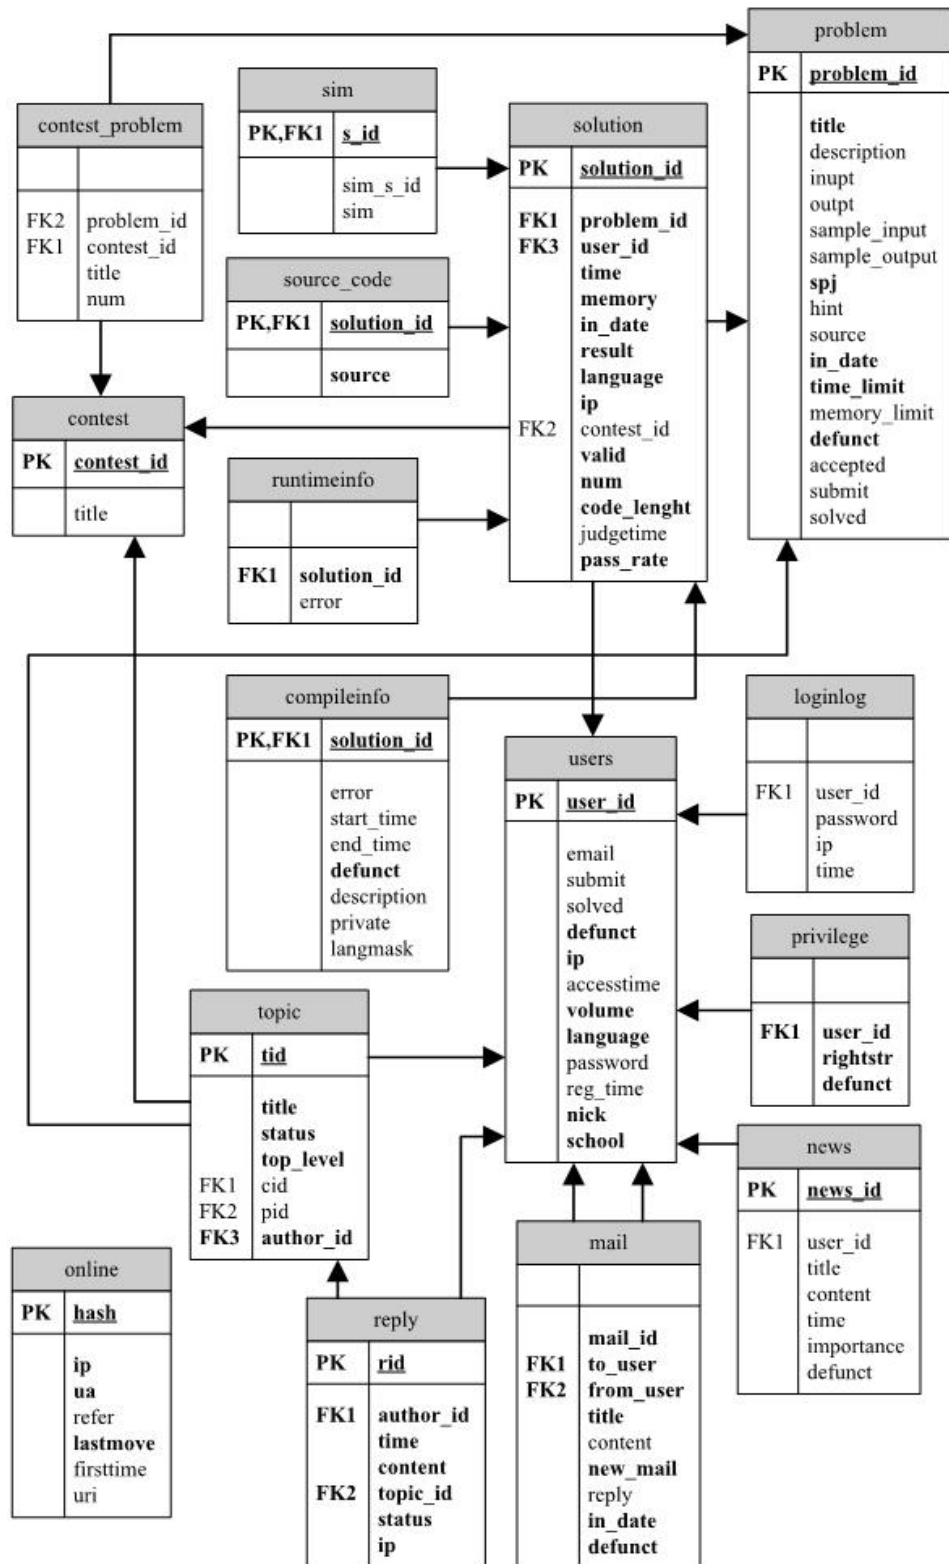 problem
PK problem_id
title
description
inupt
outpt
sample_input
sample_output
spj
hint
source
in_date
time_limit
memory_limit
defunct
accepted
submit
solved
sim
PK,FK1 s_id
sim_s_id
sim
contest_problem
FK2 problem_id
FK1 contest_id
title
num
solution
PK solution_id
FK1 problem_id
FK3 user_id
time
memory
in_date
result
language
ip
FK2 contest_id
valid
num
code_lenght
judgetime
pass_rate
source_code
PK,FK1 solution_id
source
contest
PK contest_id
title
runtimeinfo
FK1 solution_id
error
compileinfo
PK,FK1 solution_id
error
start_time
end_time
defunct
description
private
langmask
loginlog
FK1 user_id
password
ip
time
users
PK user_id
email
submit
solved
defunct
ip
accesstime
volume
language
password
reg_time
nick
school
privilege
FK1 user_id
rightstr
defunct
topic
PK tid
title
status
top_level
FK1 cid
FK2 pid
FK3 author_id
news
PK news_id
FK1 user_id
title
content
time
importance
defunct
online
PK hash
ip
ua
refer
lastmove
firsttime
uri
reply
PK rid
FK1 author_id
time
content
FK2 topic_id
status
ip
mail
mail_id
FK1 to_user
FK2 from_user
title
content
new_mail
reply
in_date
defunct